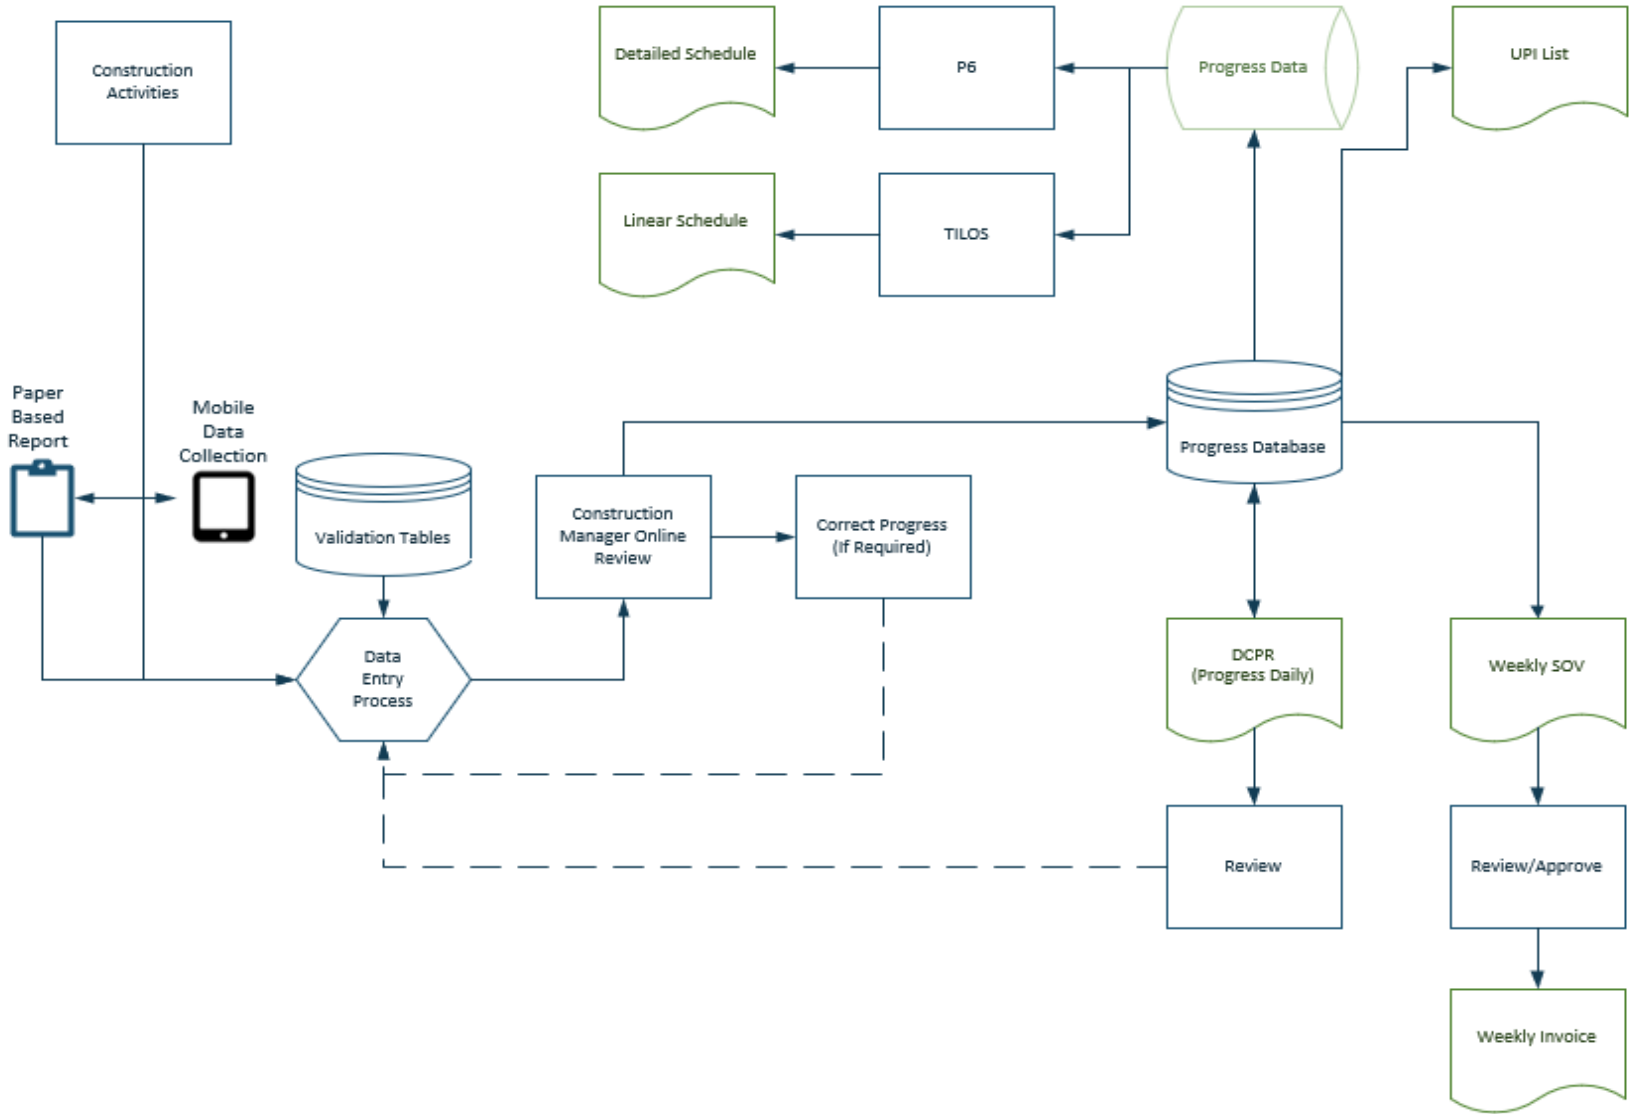 Construction
Activities
Detailed Schedule
P6
Progress Data
UPI List
Linear Schedule
TILOS
Paper
Based
Report
Mobile
Data
Collection
Validation Tables
Construction
Manager Online
Review
Correct Progress
(If Required)
Progress Database
Data
Entry
Process
DCPR
(Progress Daily)
Weekly SOV
Review
Review/Approve
Weekly Invoice